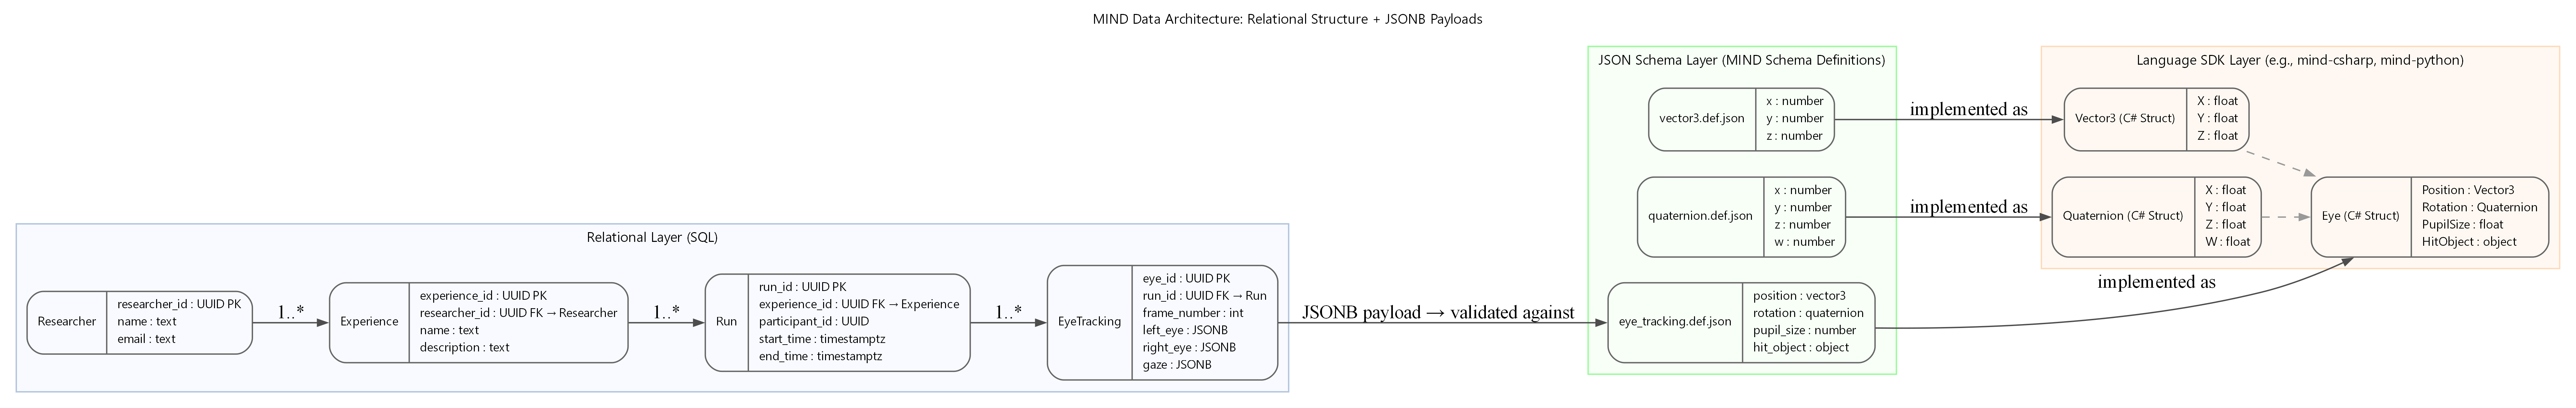 MIND Data Architecture: Relational Structure + JSONB Payloads
Relational Layer (SQL)
Researcher
researcher_id : UUID PK
name : text
email : text
1..*
Experience
experience_id : UUID PK
researcher_id : UUID FK → Researcher
name : text
description : text
1..*
Run
run_id : UUID PK
experience_id : UUID FK → Experience
participant_id : UUID
start_time : timestamptz
end_time : timestamptz
1..*
EyeTracking
eye_id : UUID PK
run_id : UUID FK → Run
frame_number : int
left_eye : JSONB
right_eye : JSONB
gaze : JSONB
JSONB payload → validated against
JSON Schema Layer (MIND Schema Definitions)
vector3.def.json
x : number
y : number
z : number
quaternion.def.json
x : number
y : number
z : number
w : number
eye_tracking.def.json
position : vector3
rotation : quaternion
pupil_size : number
hit_object : object
implemented as
implemented as
implemented as
Language SDK Layer (e.g., mind-csharp, mind-python)
Vector3 (C# Struct)
X : float
Y : float
Z : float
Quaternion (C# Struct)
X : float
Y : float
Z : float
W : float
Eye (C# Struct)
Position : Vector3
Rotation : Quaternion
PupilSize : float
HitObject : object